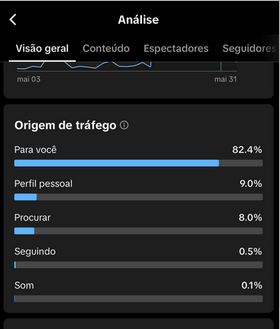 Análise
Visão geral Conteúdo Espectadores Seguidores
mai 03 mai 31
Origem de tráfego
Para você 82.4%
Perfil pessoal 9.0%
Procurar 8.0%
Seguindo 0.5%
Som 0.1%